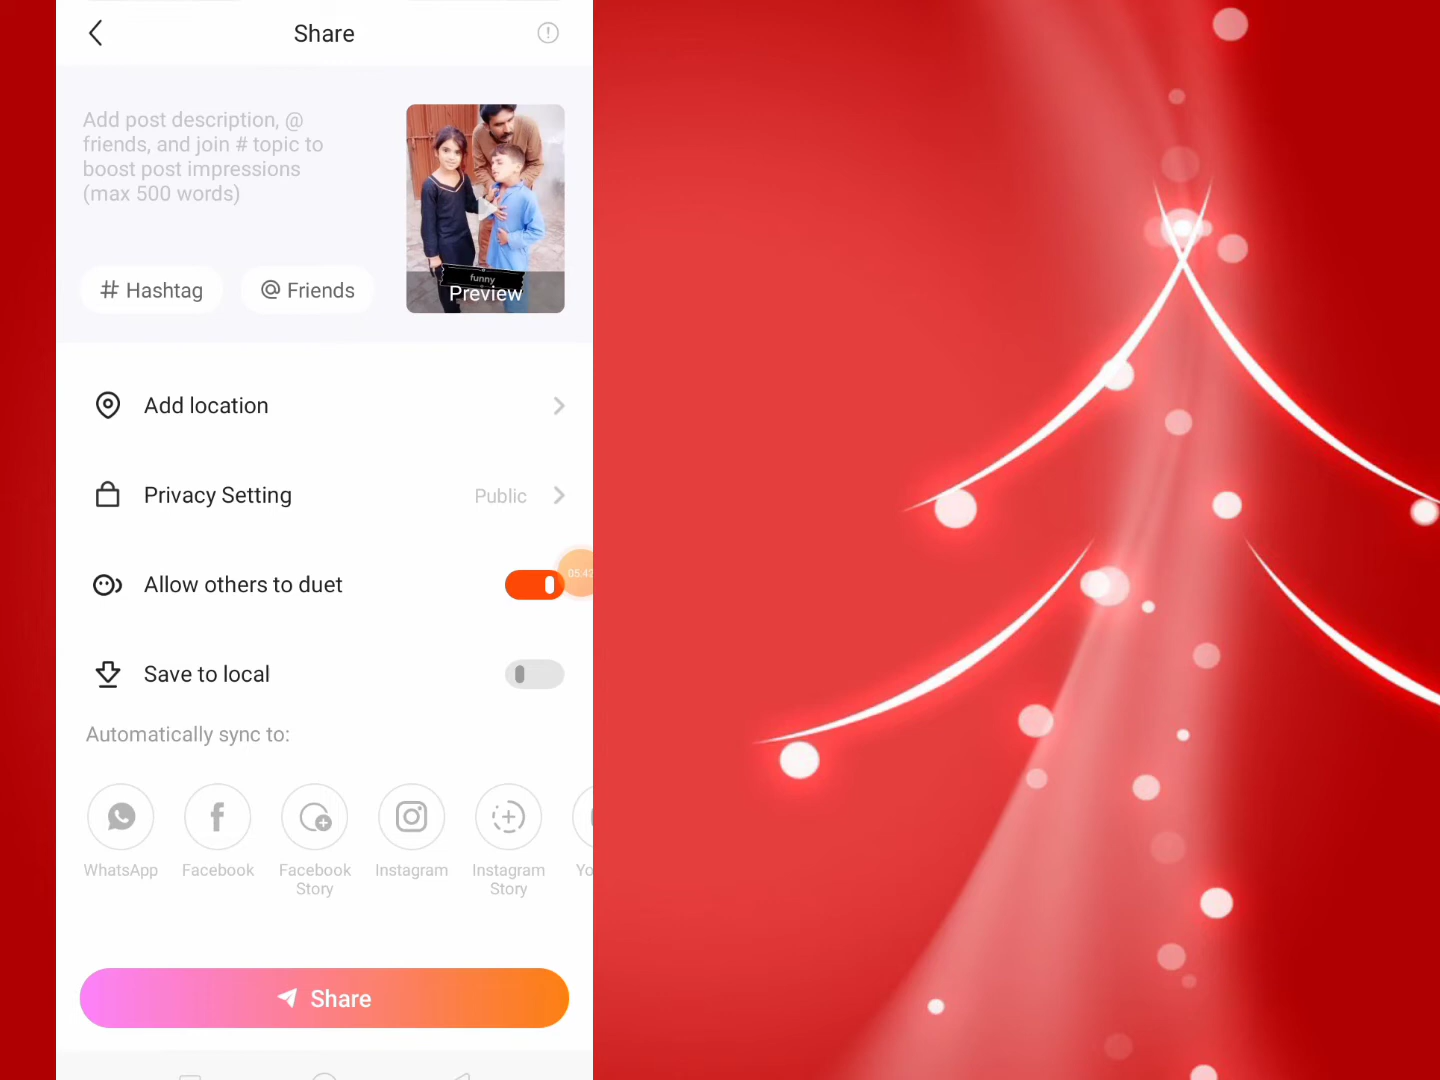 Share
Add post description, @
friends, and join # topic to
boost post impressions
(max 500 words)
# Hashtag
@ Friends
funny
Preview
Add location
Privacy Setting
Public
Allow others to duet
Save to local
Automatically sync to:
WhatsApp
Facebook
Facebook
Story
Instagram
Instagram
Story
Share